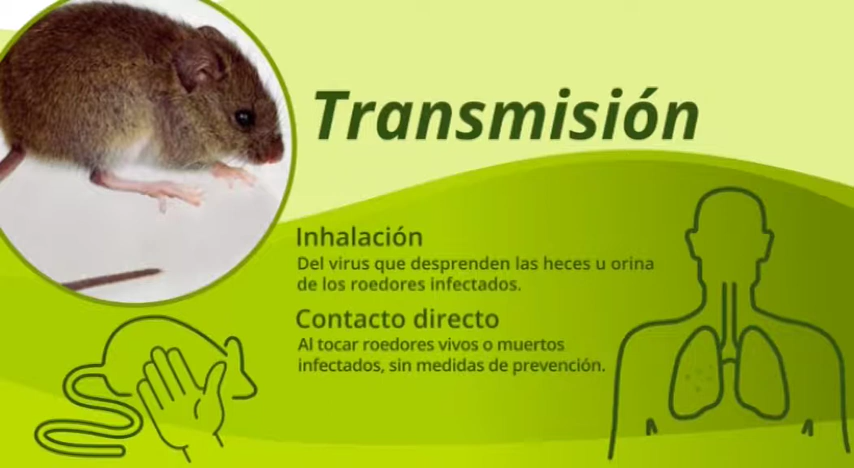 Transmisión
Inhalación
Del virus que desprenden las heces u orina
de los roedores infectados.
Contacto directo
Al tocar roedores vivos o muertos
infectados, sin medidas de prevención.